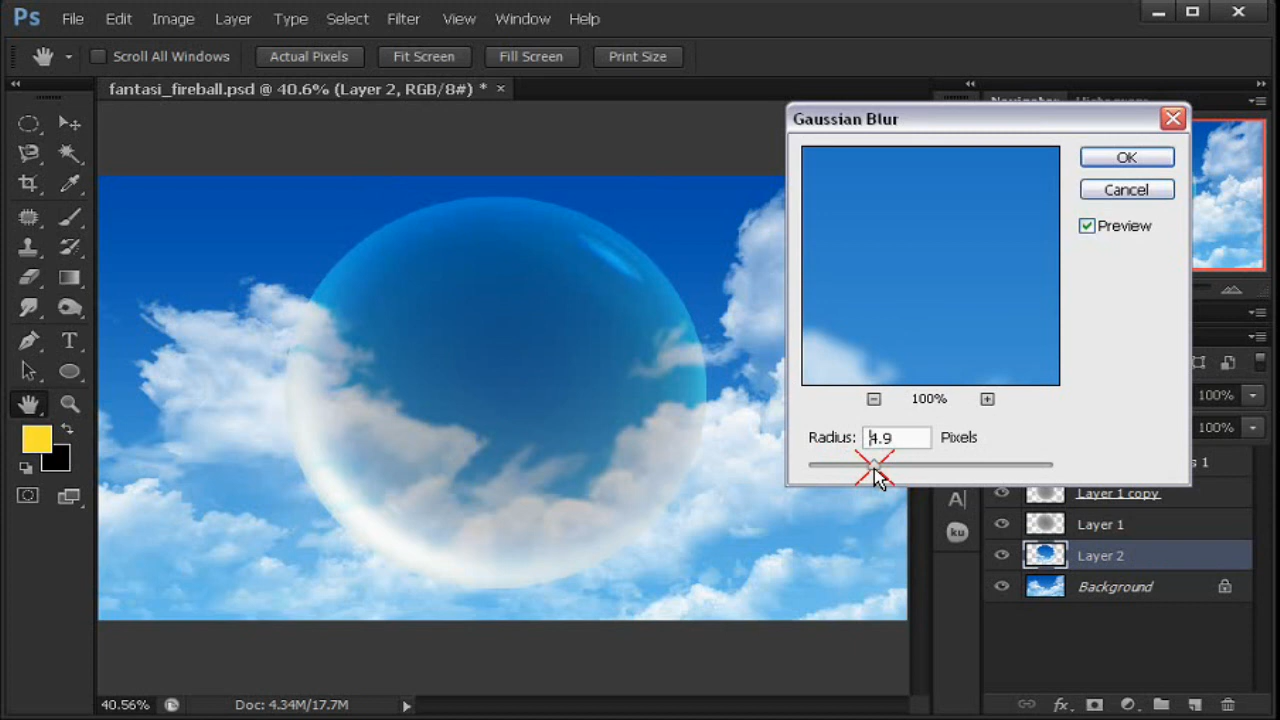 Ps File Edit Image Layer Type Select Filter View Window Help
Scroll All Windows Actual Pixels Fit Screen Fill Screen Print Size
fantasi_fireball.psd @ 40.6% (Layer 2, RGB/8#) * ×
Gaussian Blur
OK
Cancel
Preview
100%
Radius: 4.9 Pixels
100%
100%
s 1
Layer 1 copy
Layer 1
Layer 2
Background
T
A
ku
fx
40.56% Doc: 4.34M/17.7M